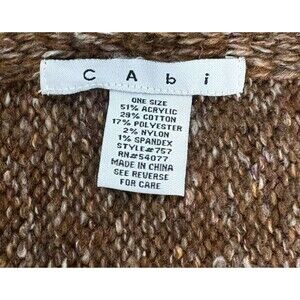 CAbi
ONE SIZE
51% ACRYLIC
29% COTTON
17% POLYESTER
2% NYLON
1% SPANDEX
STYLE#757
RN#54077
MADE IN CHINA
SEE REVERSE
FOR CARE